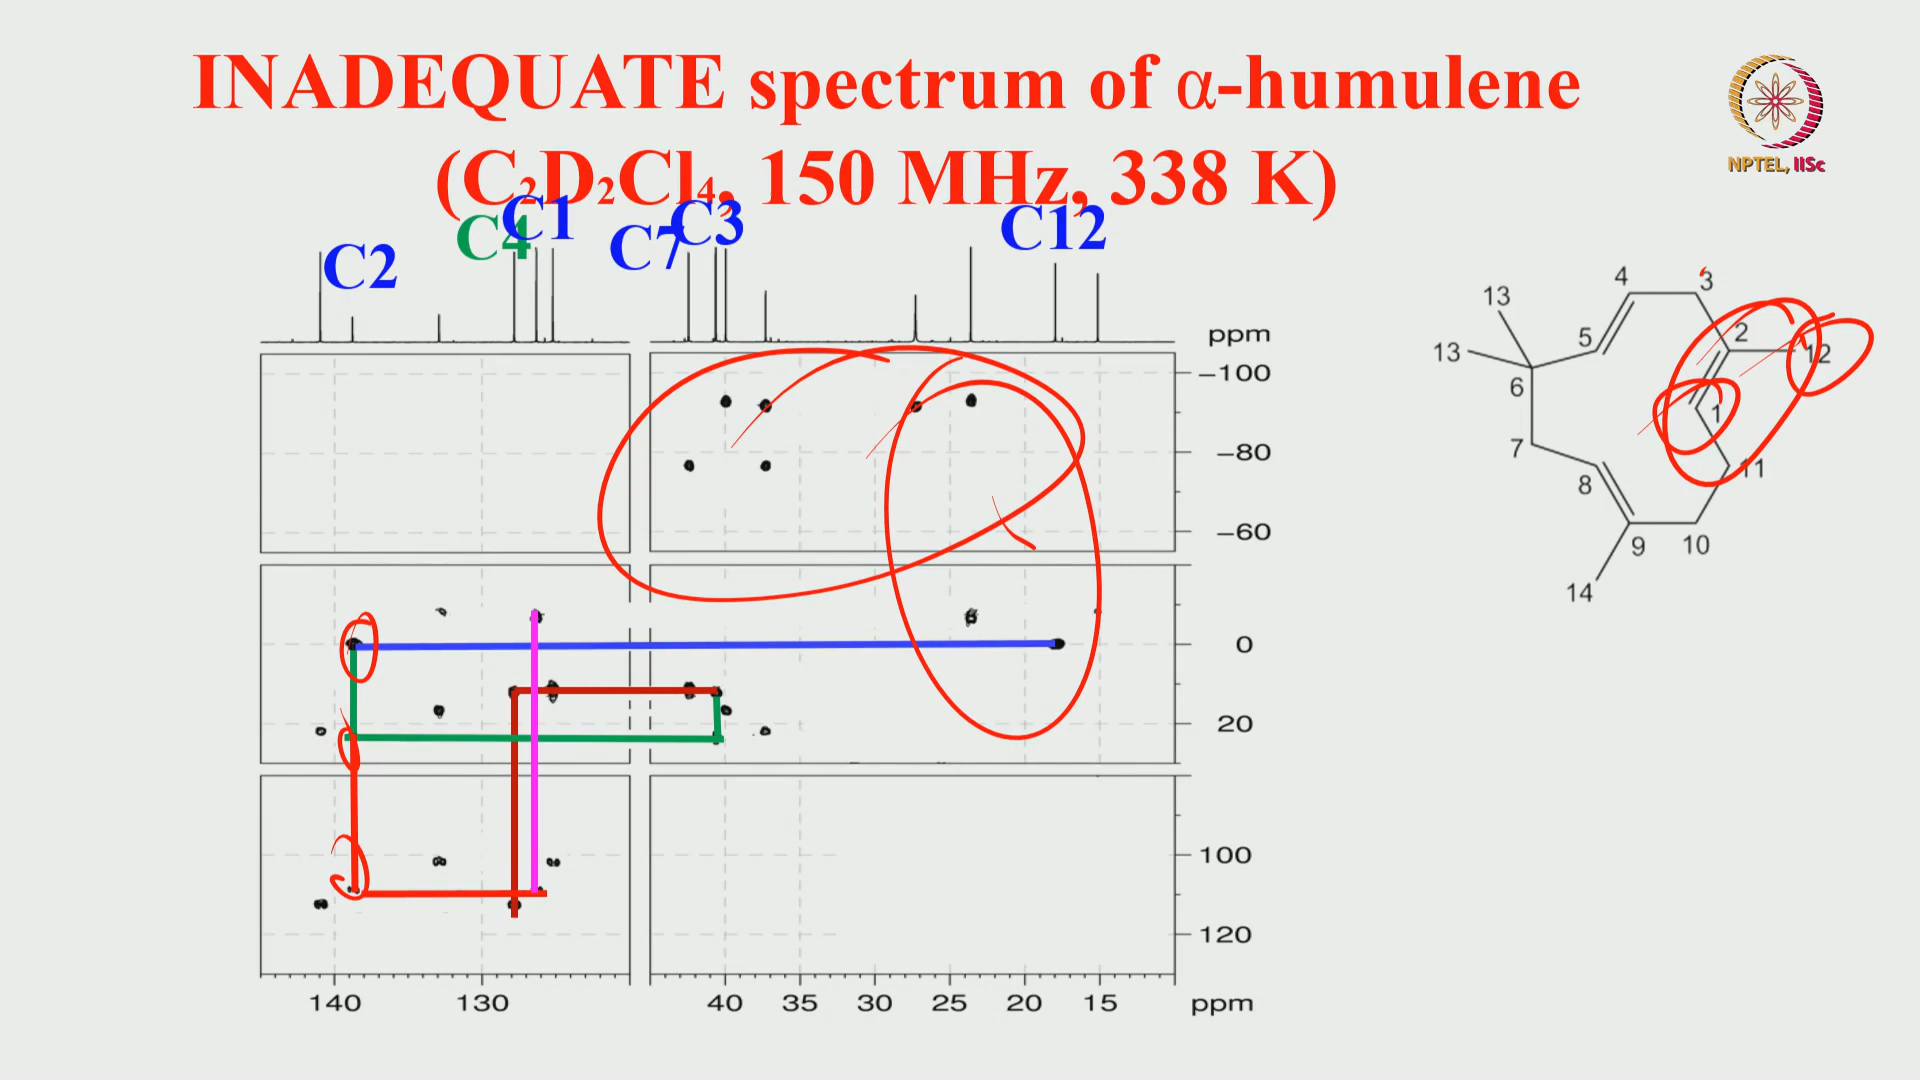 INADEQUATE spectrum of α-humulene
(C₂D₂Cl₄, 150 MHz, 338 K)
NPTEL, IISc
C2
C4
C1
C7
C3
C12
ppm
−100
−80
−60
0
20
100
120
140
130
40
35
30
25
20
15
ppm
13
4
3
13
5
2
12
6
1
7
11
8
9
10
14